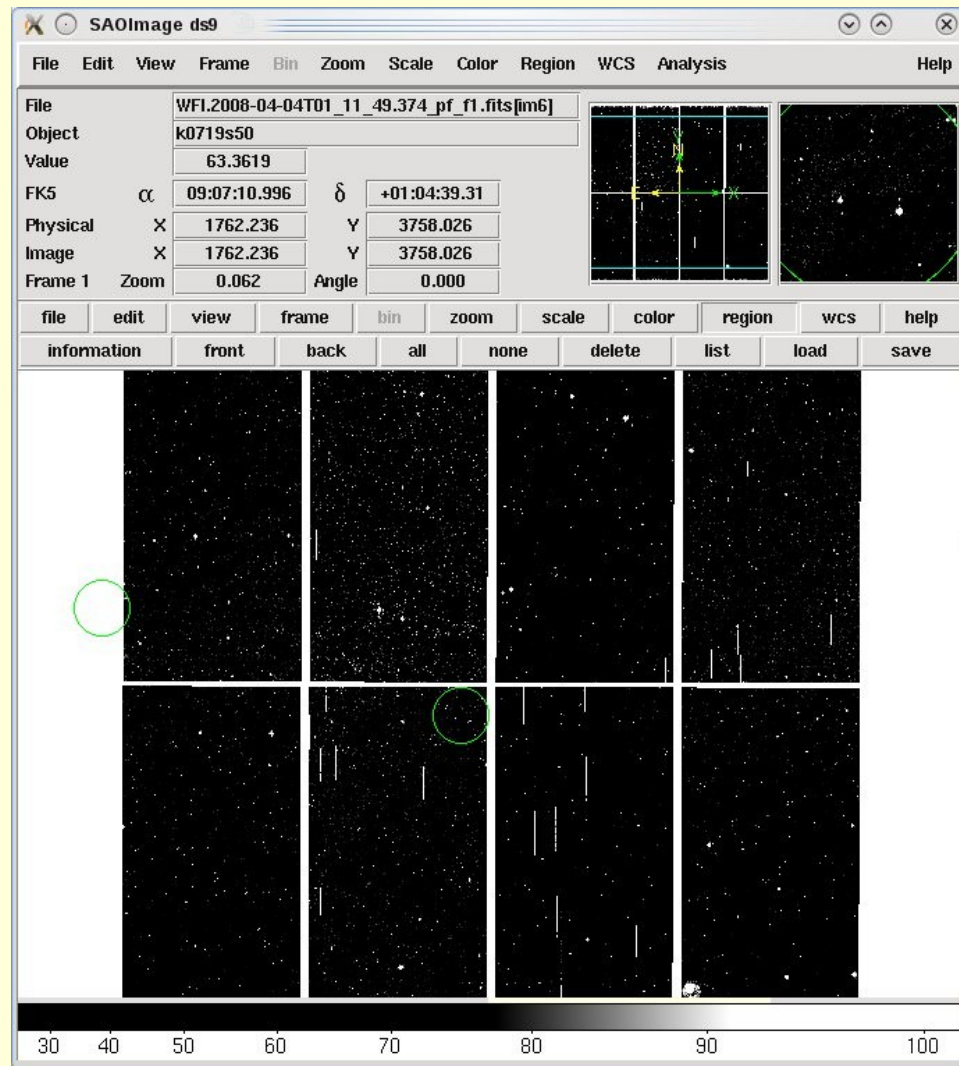 SAOImage ds9
File Edit View Frame Bin Zoom Scale Color Region WCS Analysis Help
File WFI.2008-04-04T01_11_49.374_pf_f1.fits[im6]
Object k0719s50
Value 63.3619
FK5 α 09:07:10.996 δ +01:04:39.31
Physical X 1762.236 Y 3758.026
Image X 1762.236 Y 3758.026
Frame 1 Zoom 0.062 Angle 0.000
Y
N
E X
file edit view frame bin zoom scale color region wcs help
information front back all none delete list load save
30 40 50 60 70 80 90 100